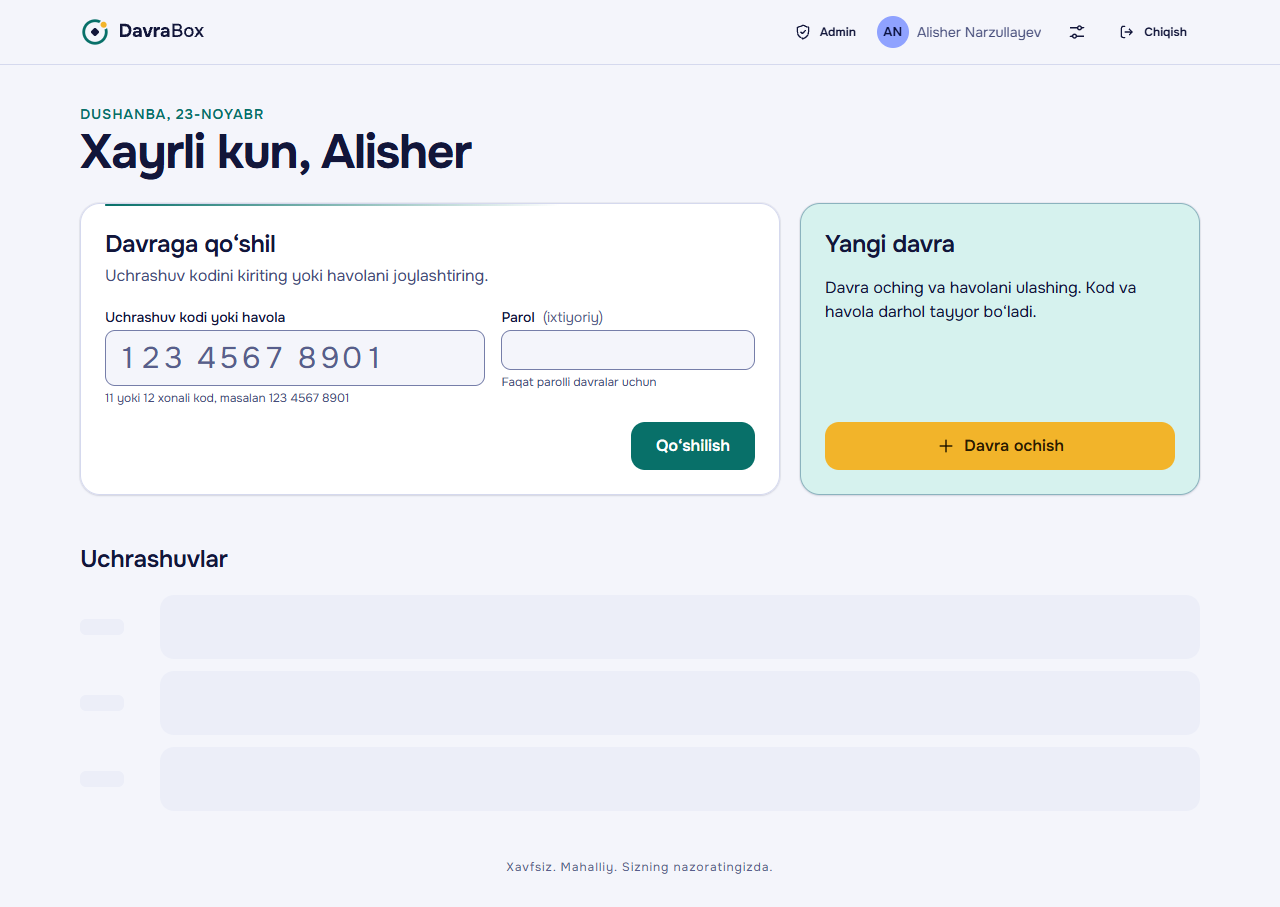 DavraBox
Admin
AN
Alisher Narzullayev
Chiqish
DUSHANBA, 23-NOYABR
Xayrli kun, Alisher
Davraga qo‘shil
Uchrashuv kodini kiriting yoki havolani joylashtiring.
Uchrashuv kodi yoki havola
Parol (ixtiyoriy)
123 4567 8901
11 yoki 12 xonali kod, masalan 123 4567 8901
Faqat parolli davralar uchun
Qo‘shilish
Yangi davra
Davra oching va havolani ulashing. Kod va
havola darhol tayyor bo‘ladi.
Davra ochish
Uchrashuvlar
Xavfsiz. Mahalliy. Sizning nazoratingizda.